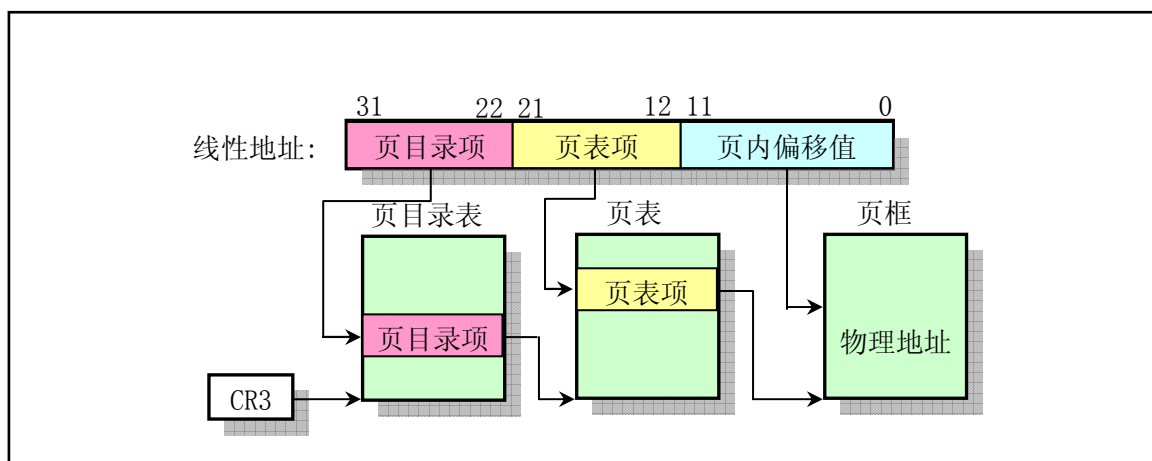 31 22 21 12 11 0
线性地址: 页目录项 页表项 页内偏移值
页目录表 页表 页框
页表项
页目录项 物理地址
CR3